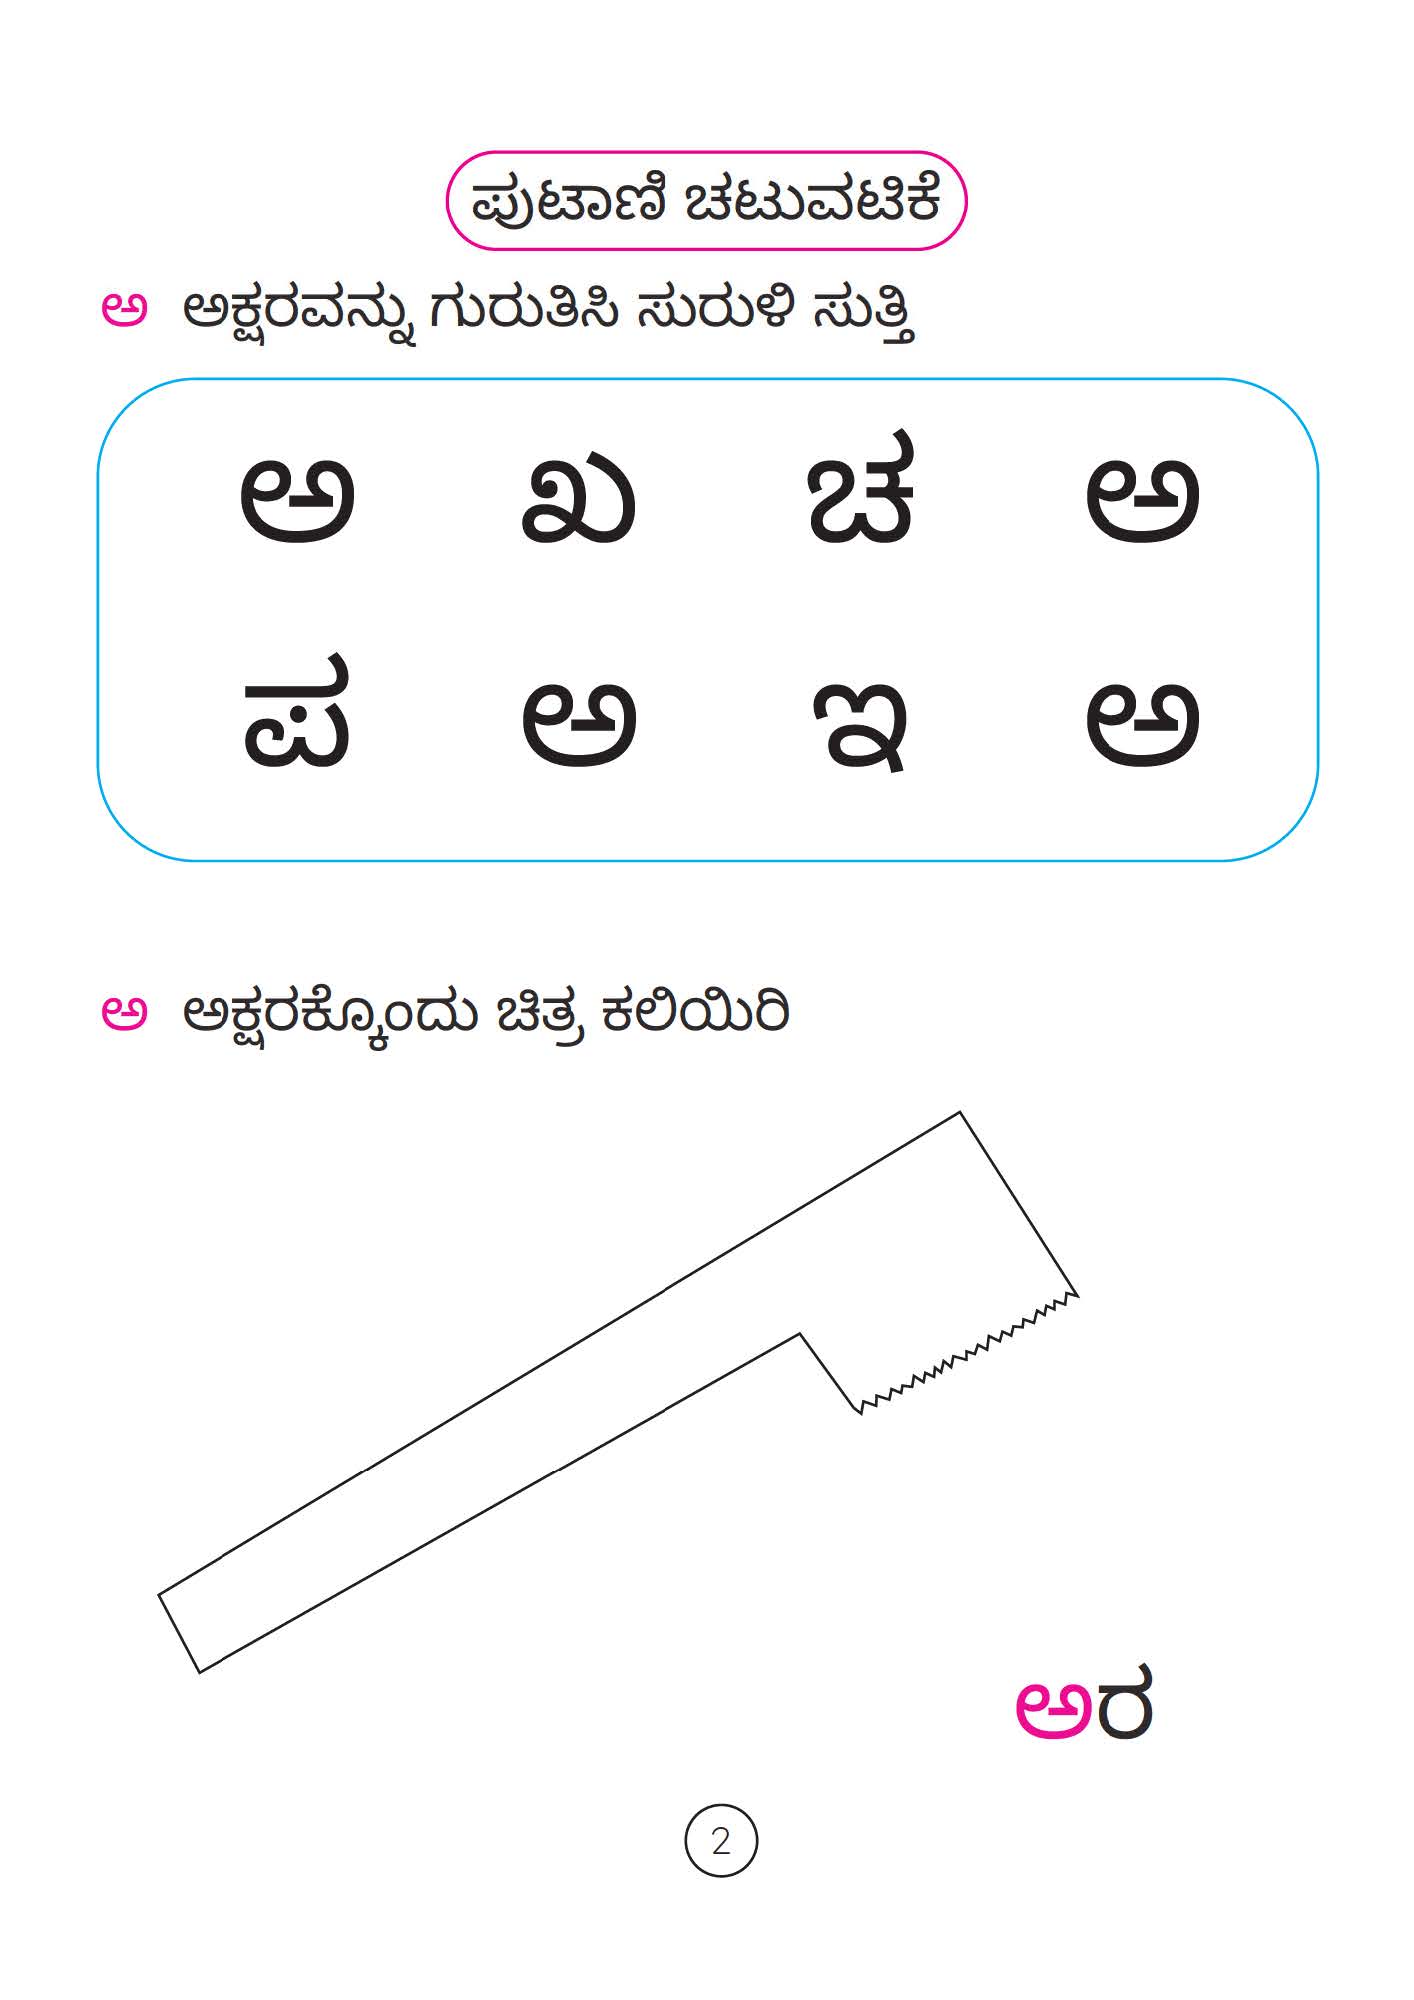 ಪುಟಾಣಿ ಚಟುವಟಿಕೆ
ಅ ಅಕ್ಷರವನ್ನು ಗುರುತಿಸಿ ಸುರುಳಿ ಸುತ್ತಿ
ಅ ಖ ಚ ಅ
ಪ ಅ ಇ ಅ
ಅ ಅಕ್ಷರಕ್ಕೊಂದು ಚಿತ್ರ ಕಲಿಯಿರಿ
ಅರ
2